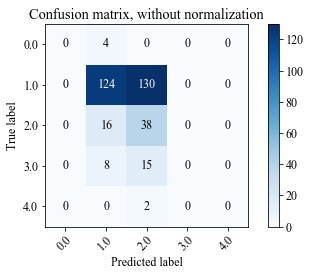 Confusion matrix, without normalization
0.0 0 4 0 0 0
1.0 0 124 130 0 0
2.0 0 16 38 0 0
3.0 0 8 15 0 0
4.0 0 0 2 0 0
0.0 1.0 2.0 3.0 4.0
True label
Predicted label
120
100
80
60
40
20
0